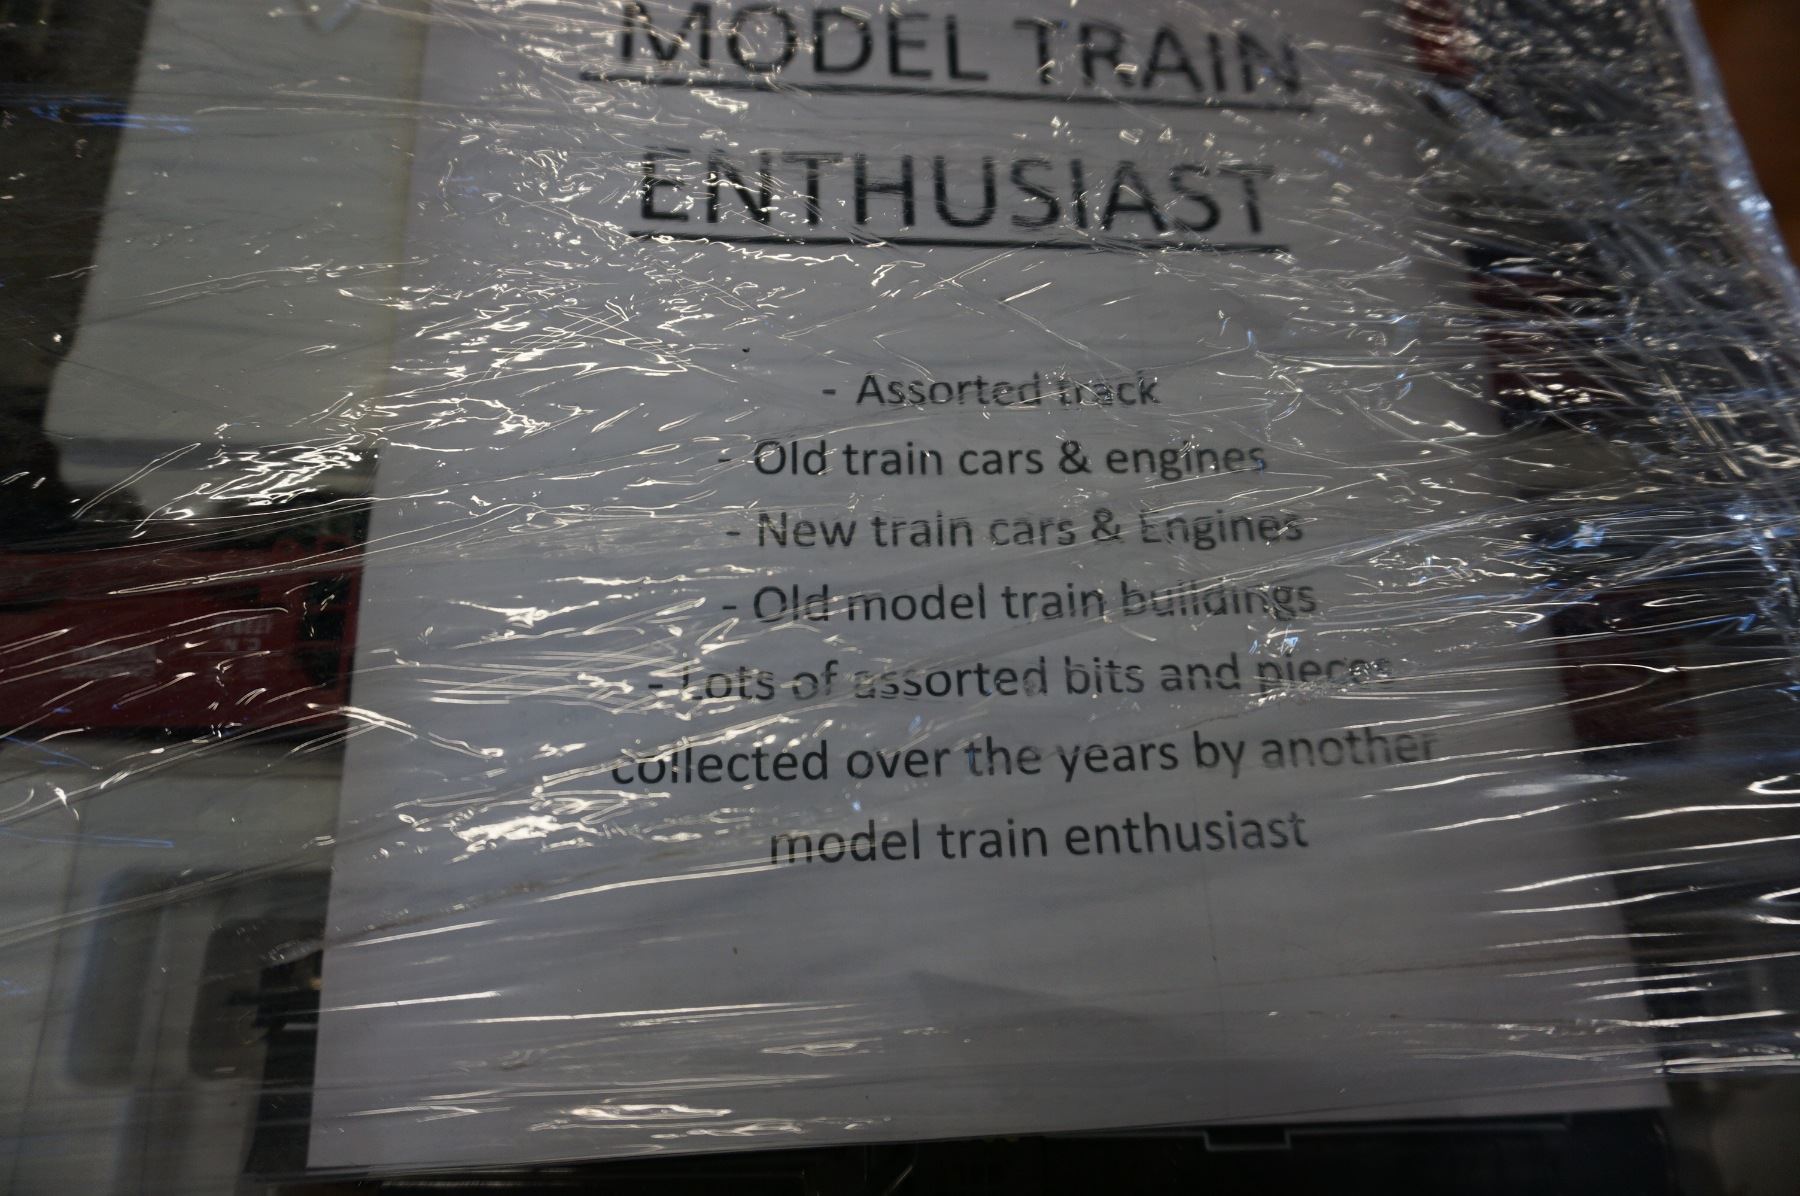 MODEL TRAIN
ENTHUSIAST
- Assorted track
- Old train cars & engines
- New train cars & Engines
- Old model train buildings
- Lots of assorted bits and pieces
collected over the years by another
model train enthusiast